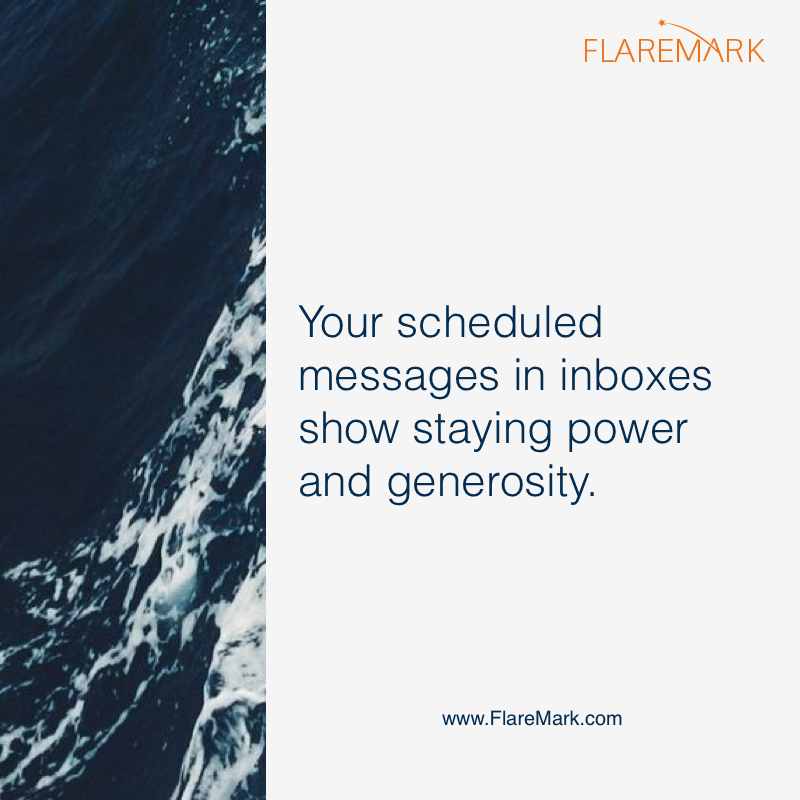 FLAREMARK
Your scheduled
messages in inboxes
show staying power
and generosity.
www.FlareMark.com